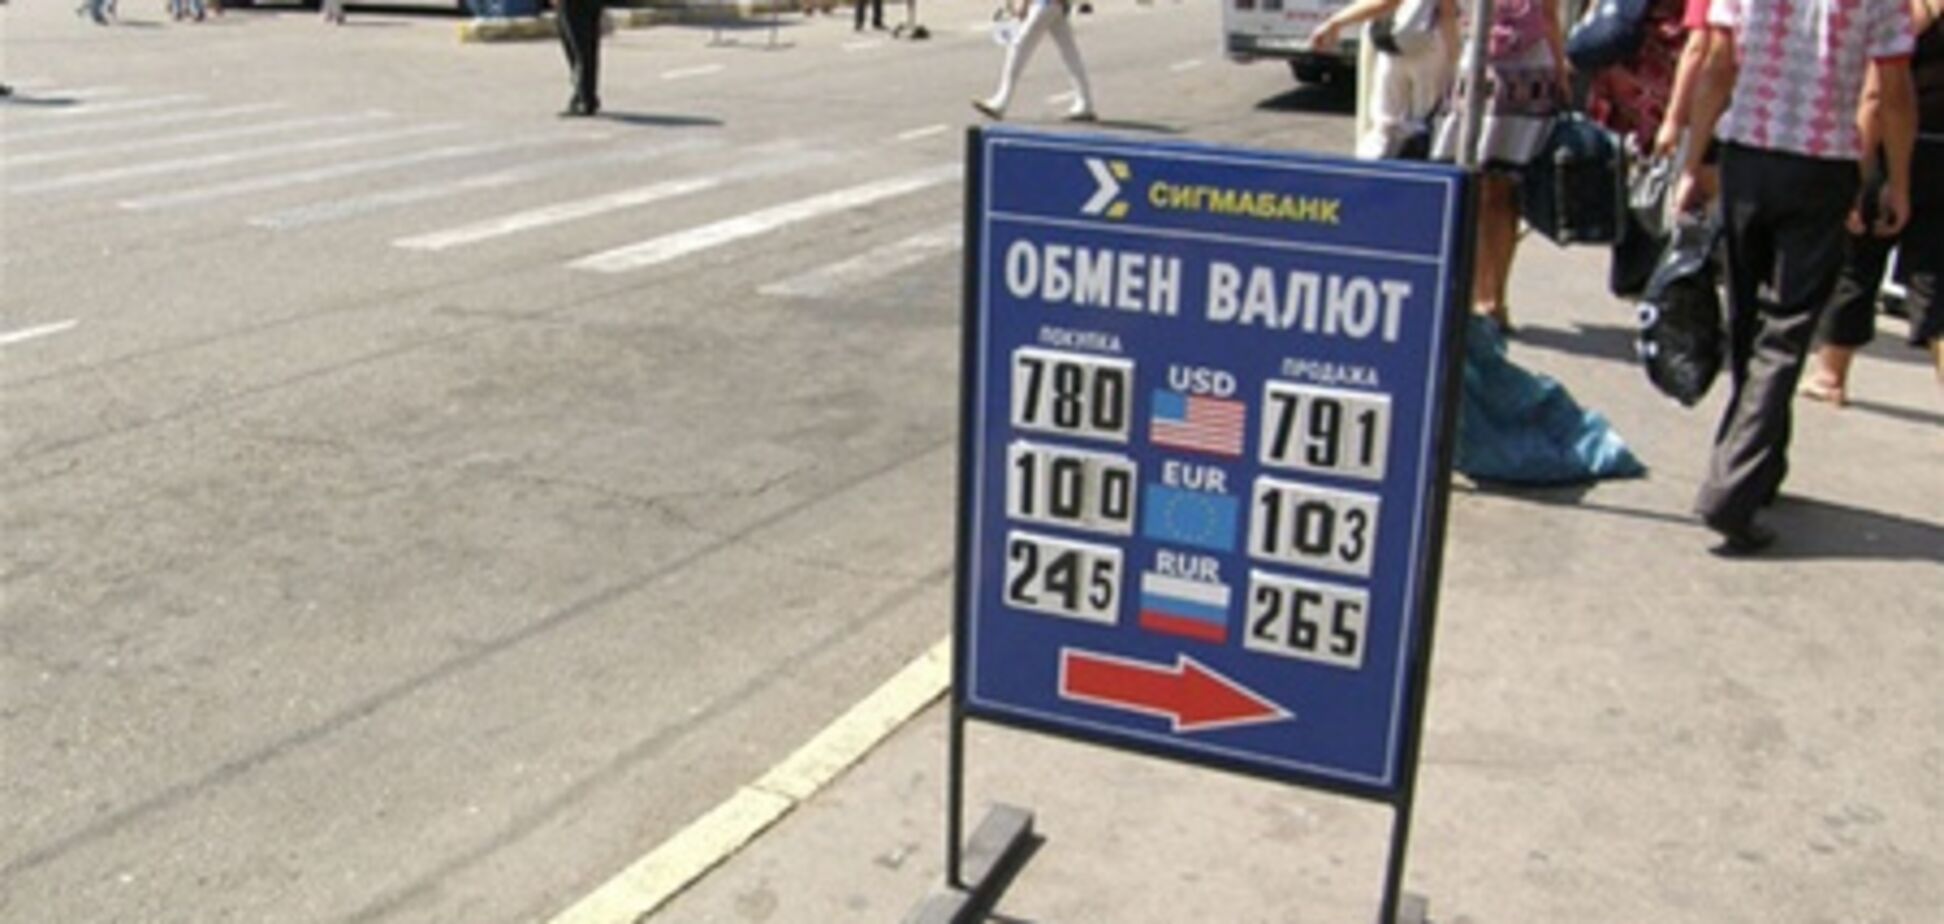 СИГМАБАНК
ОБМЕН ВАЛЮТ
ПОКУПКА ПРОДАЖА
780 USD 791
100 EUR 103
245 RUR 265